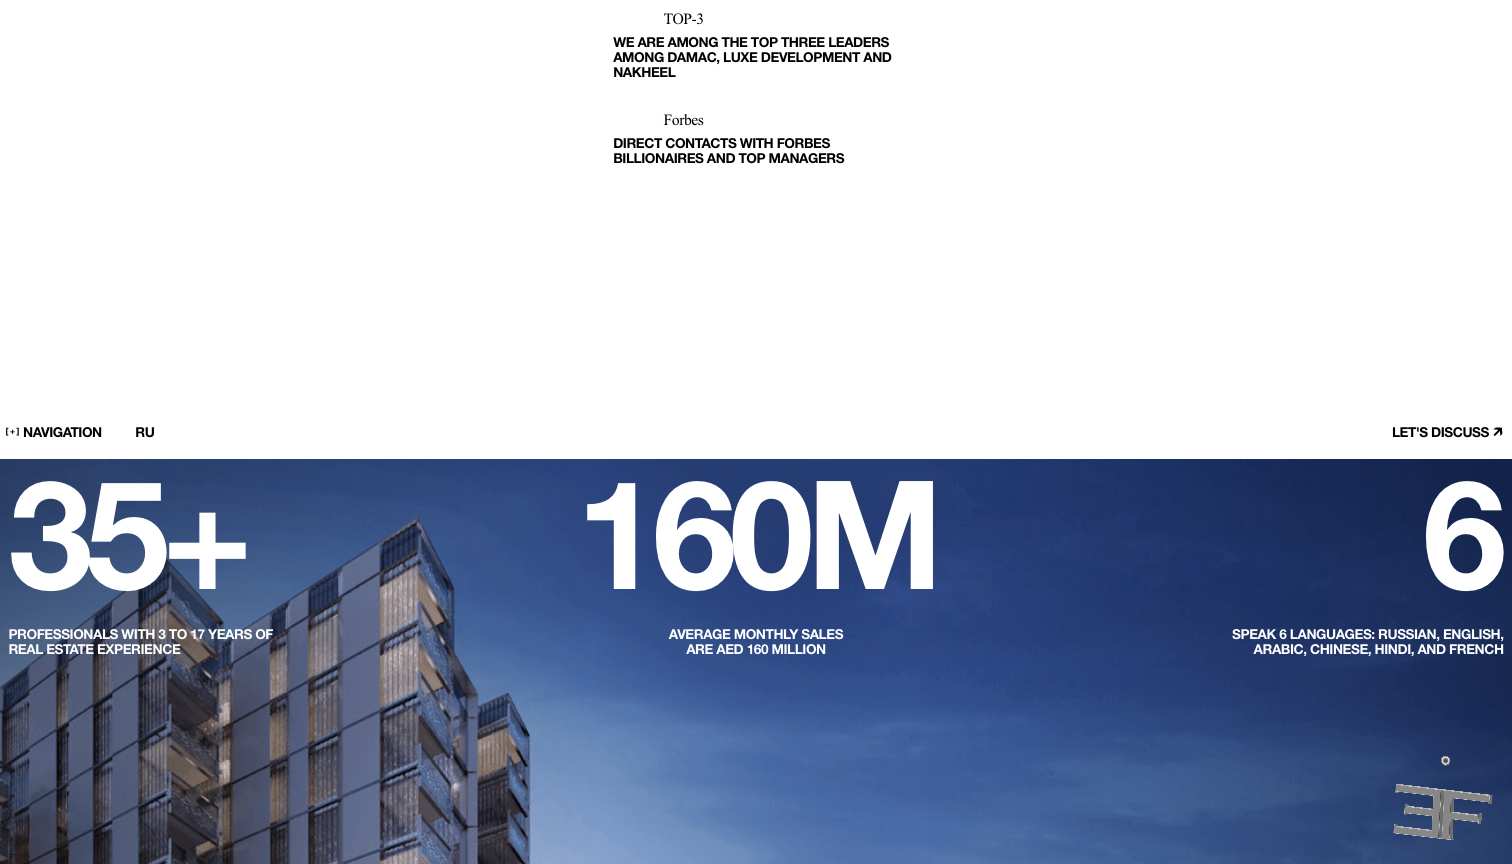 TOP-3
WE ARE AMONG THE TOP THREE LEADERS
AMONG DAMAC, LUXE DEVELOPMENT AND
NAKHEEL
Forbes
DIRECT CONTACTS WITH FORBES
BILLIONAIRES AND TOP MANAGERS
[+] NAVIGATION RU LET'S DISCUSS
35+
PROFESSIONALS WITH 3 TO 17 YEARS OF
REAL ESTATE EXPERIENCE
160M
AVERAGE MONTHLY SALES
ARE AED 160 MILLION
6
SPEAK 6 LANGUAGES: RUSSIAN, ENGLISH,
ARABIC, CHINESE, HINDI, AND FRENCH